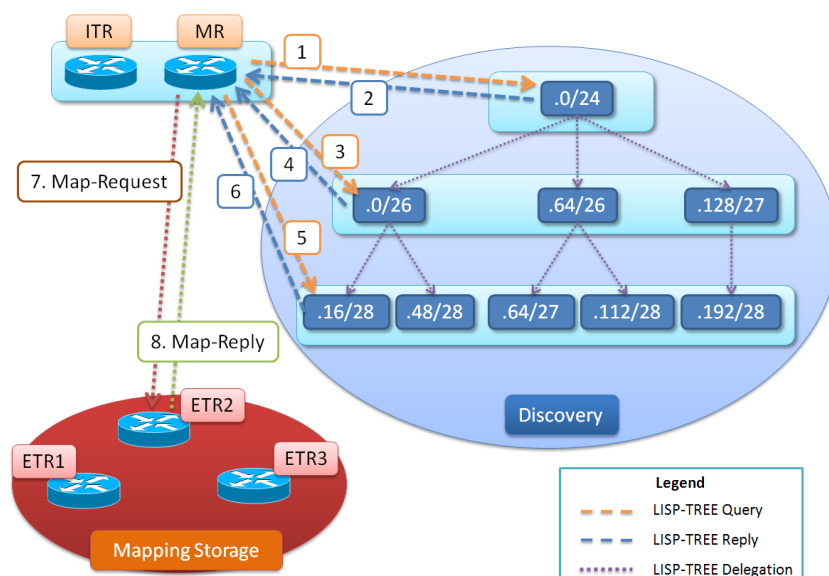 ITR MR
1
2
.0/24
3
4
7. Map-Request
6
.0/26 .64/26 .128/27
5
.16/28 .48/28 .64/27 .112/28 .192/28
8. Map-Reply
ETR2
Discovery
ETR1 ETR3
Mapping Storage
Legend
LISP-TREE Query
LISP-TREE Reply
LISP-TREE Delegation